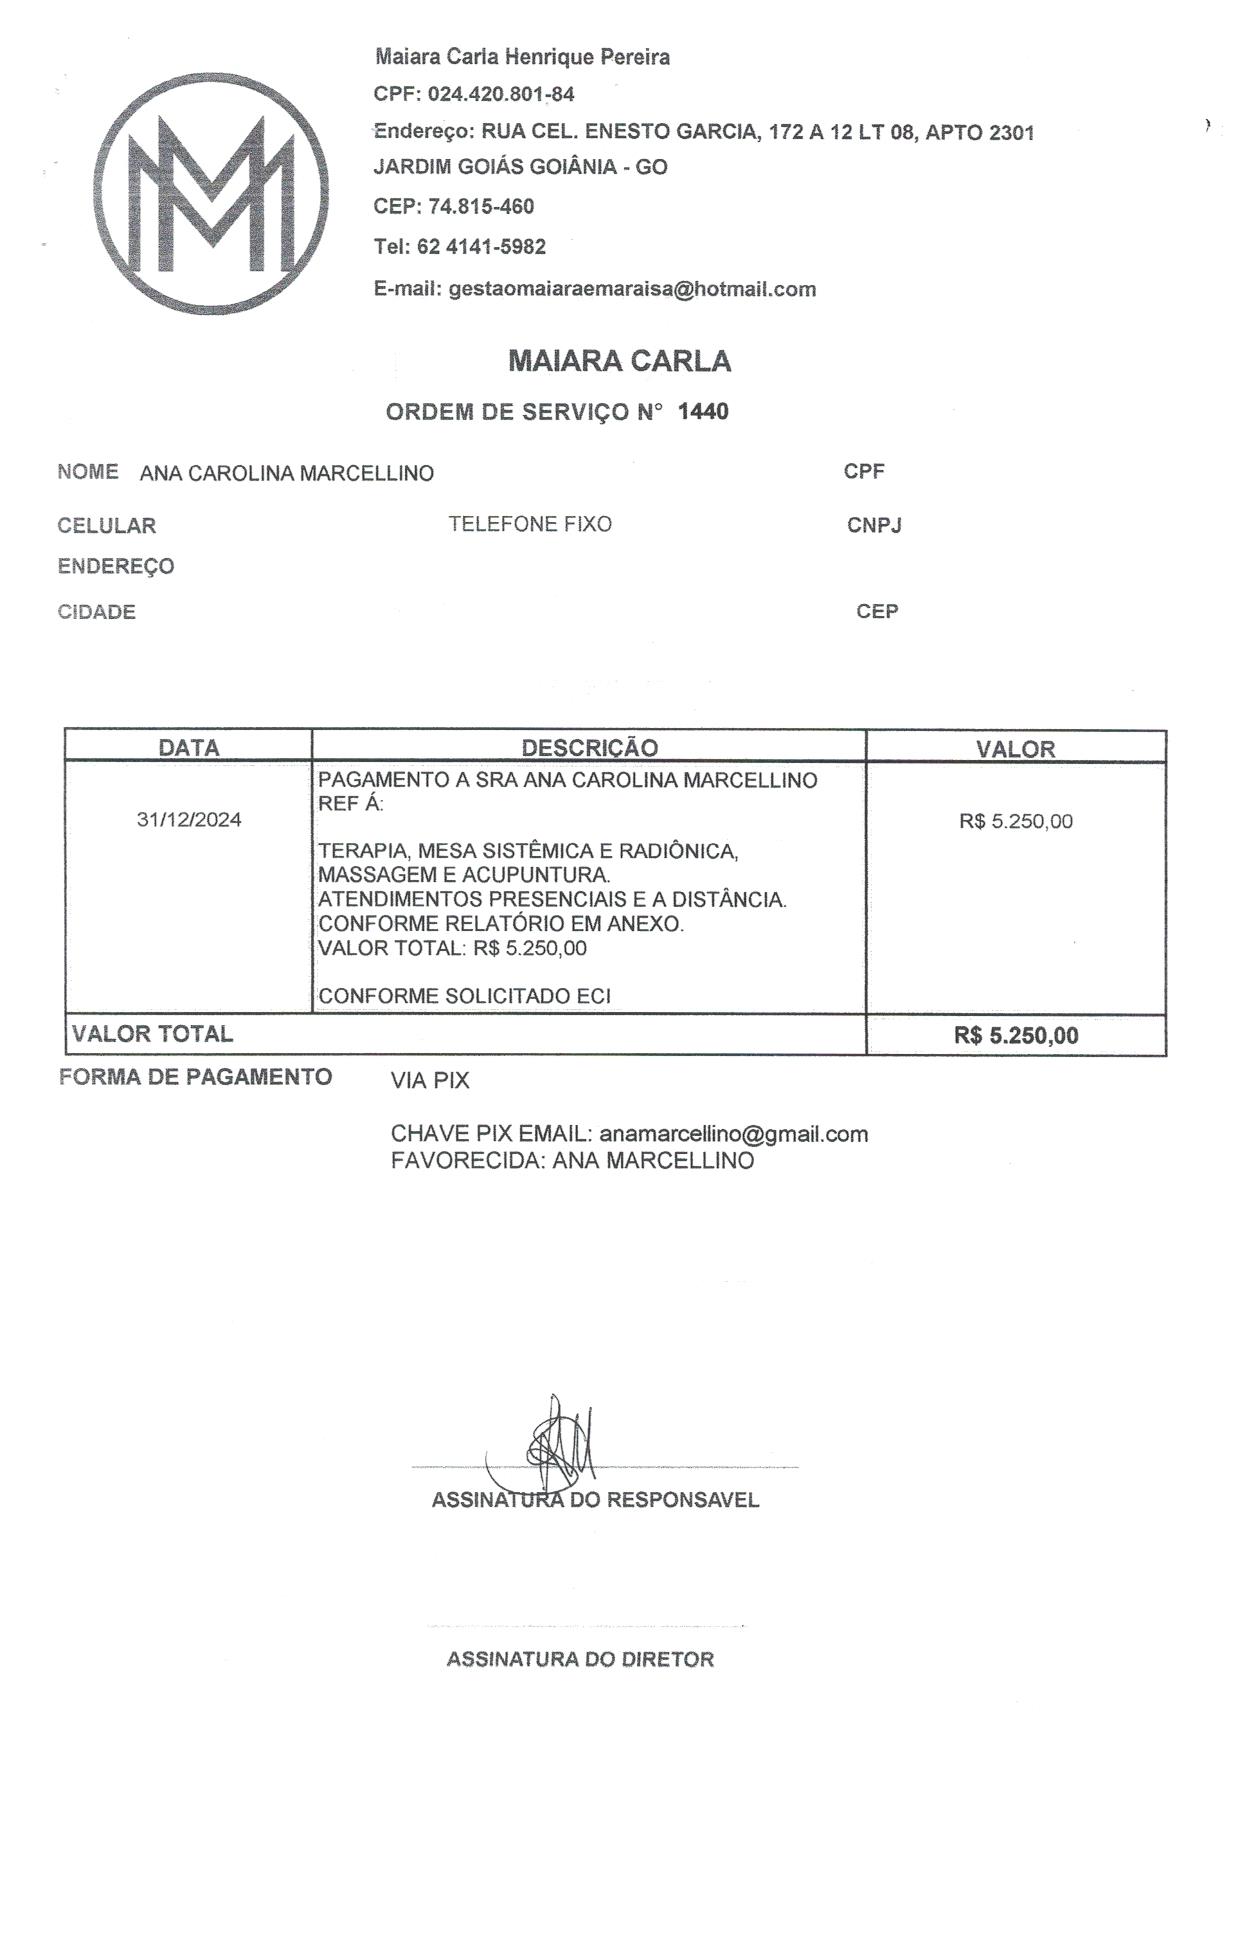 Maiara Carla Henrique Pereira
CPF: 024.420.801-84
Endereço: RUA CEL. ENESTO GARCIA, 172 A 12 LT 08, APTO 2301
JARDIM GOIÁS GOIÂNIA - GO
CEP: 74.815-460
Tel: 62 4141-5982
E-mail: gestaomaiaraemaraisa@hotmail.com
MAIARA CARLA
ORDEM DE SERVIÇO N° 1440
NOME ANA CAROLINA MARCELLINO CPF
CELULAR TELEFONE FIXO CNPJ
ENDEREÇO
CIDADE CEP
DATA DESCRIÇÃO VALOR
PAGAMENTO A SRA ANA CAROLINA MARCELLINO
REF Á:
31/12/2024 R$ 5.250,00
TERAPIA, MESA SISTÊMICA E RADIÔNICA,
MASSAGEM E ACUPUNTURA.
ATENDIMENTOS PRESENCIAIS E A DISTÂNCIA.
CONFORME RELATÓRIO EM ANEXO.
VALOR TOTAL: R$ 5.250,00
CONFORME SOLICITADO ECI
VALOR TOTAL R$ 5.250,00
FORMA DE PAGAMENTO VIA PIX
CHAVE PIX EMAIL: anamarcellino@gmail.com
FAVORECIDA: ANA MARCELLINO
ASSINATURA DO RESPONSAVEL
ASSINATURA DO DIRETOR